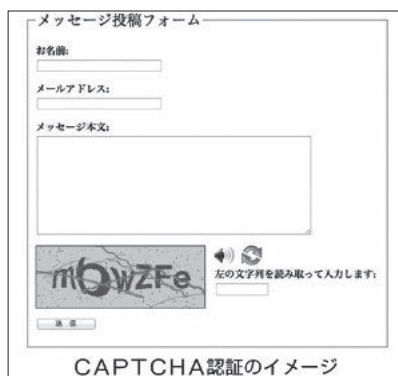 メッセージ投稿フォーム
お名前:
メールアドレス:
メッセージ本文:
mbwZFe
左の文字列を読み取って入力します:
送信
CAPTCHA認証のイメージ